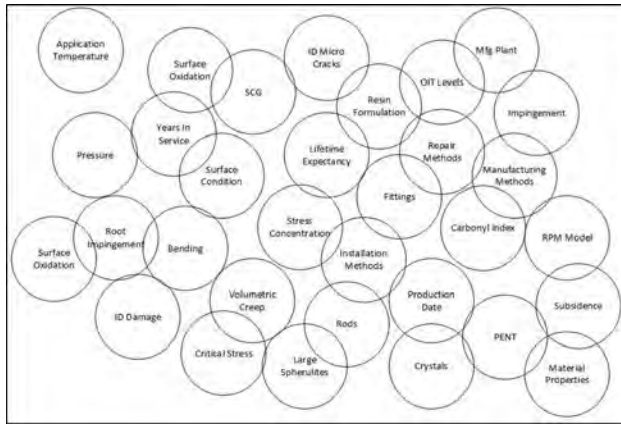 Application
Temperature
Surface
Oxidation
SCG
ID Micro
Cracks
Resin
Formulation
OIT Levels
Mfg Plant
Impingement
Pressure
Years In
Service
Surface
Condition
Lifetime
Expectancy
Fittings
Repair
Methods
Manufacturing
Methods
Surface
Oxidation
Root
Impingement
Bending
Stress
Concentration
Installation
Methods
Carbonyl Index
RPM Model
ID Damage
Volumetric
Creep
Critical Stress
Large
Spherulites
Rods
Production
Date
Crystals
PENT
Subsidence
Material
Properties